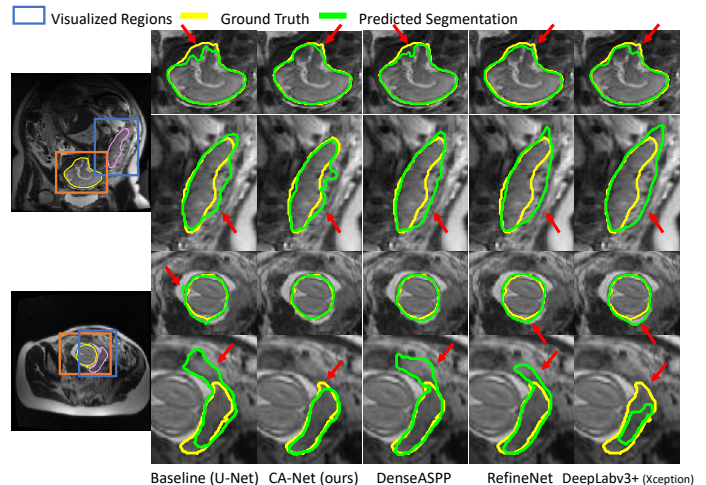 Visualized Regions Ground Truth Predicted Segmentation
Baseline (U-Net) CA-Net (ours) DenseASPP RefineNet DeepLabv3+ (Xception)